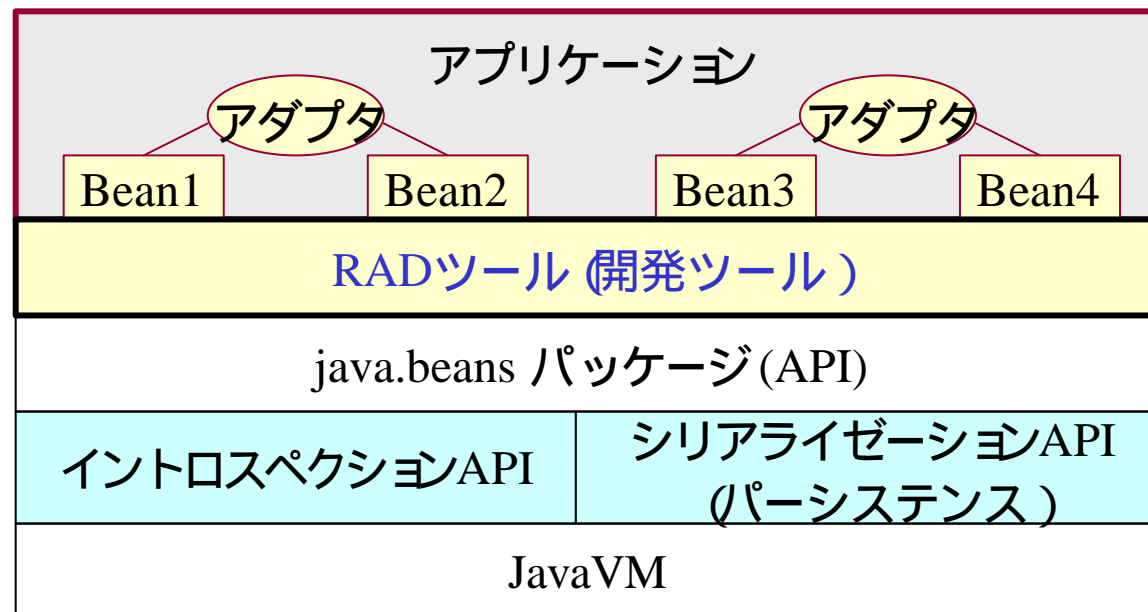 アプリケーション
アダプタ
アダプタ
Bean1
Bean2
Bean3
Bean4
RADツール (開発ツール )
java.beans パッケージ (API)
イントロスペクションAPI
シリアライゼーションAPI
(パーシステンス )
JavaVM